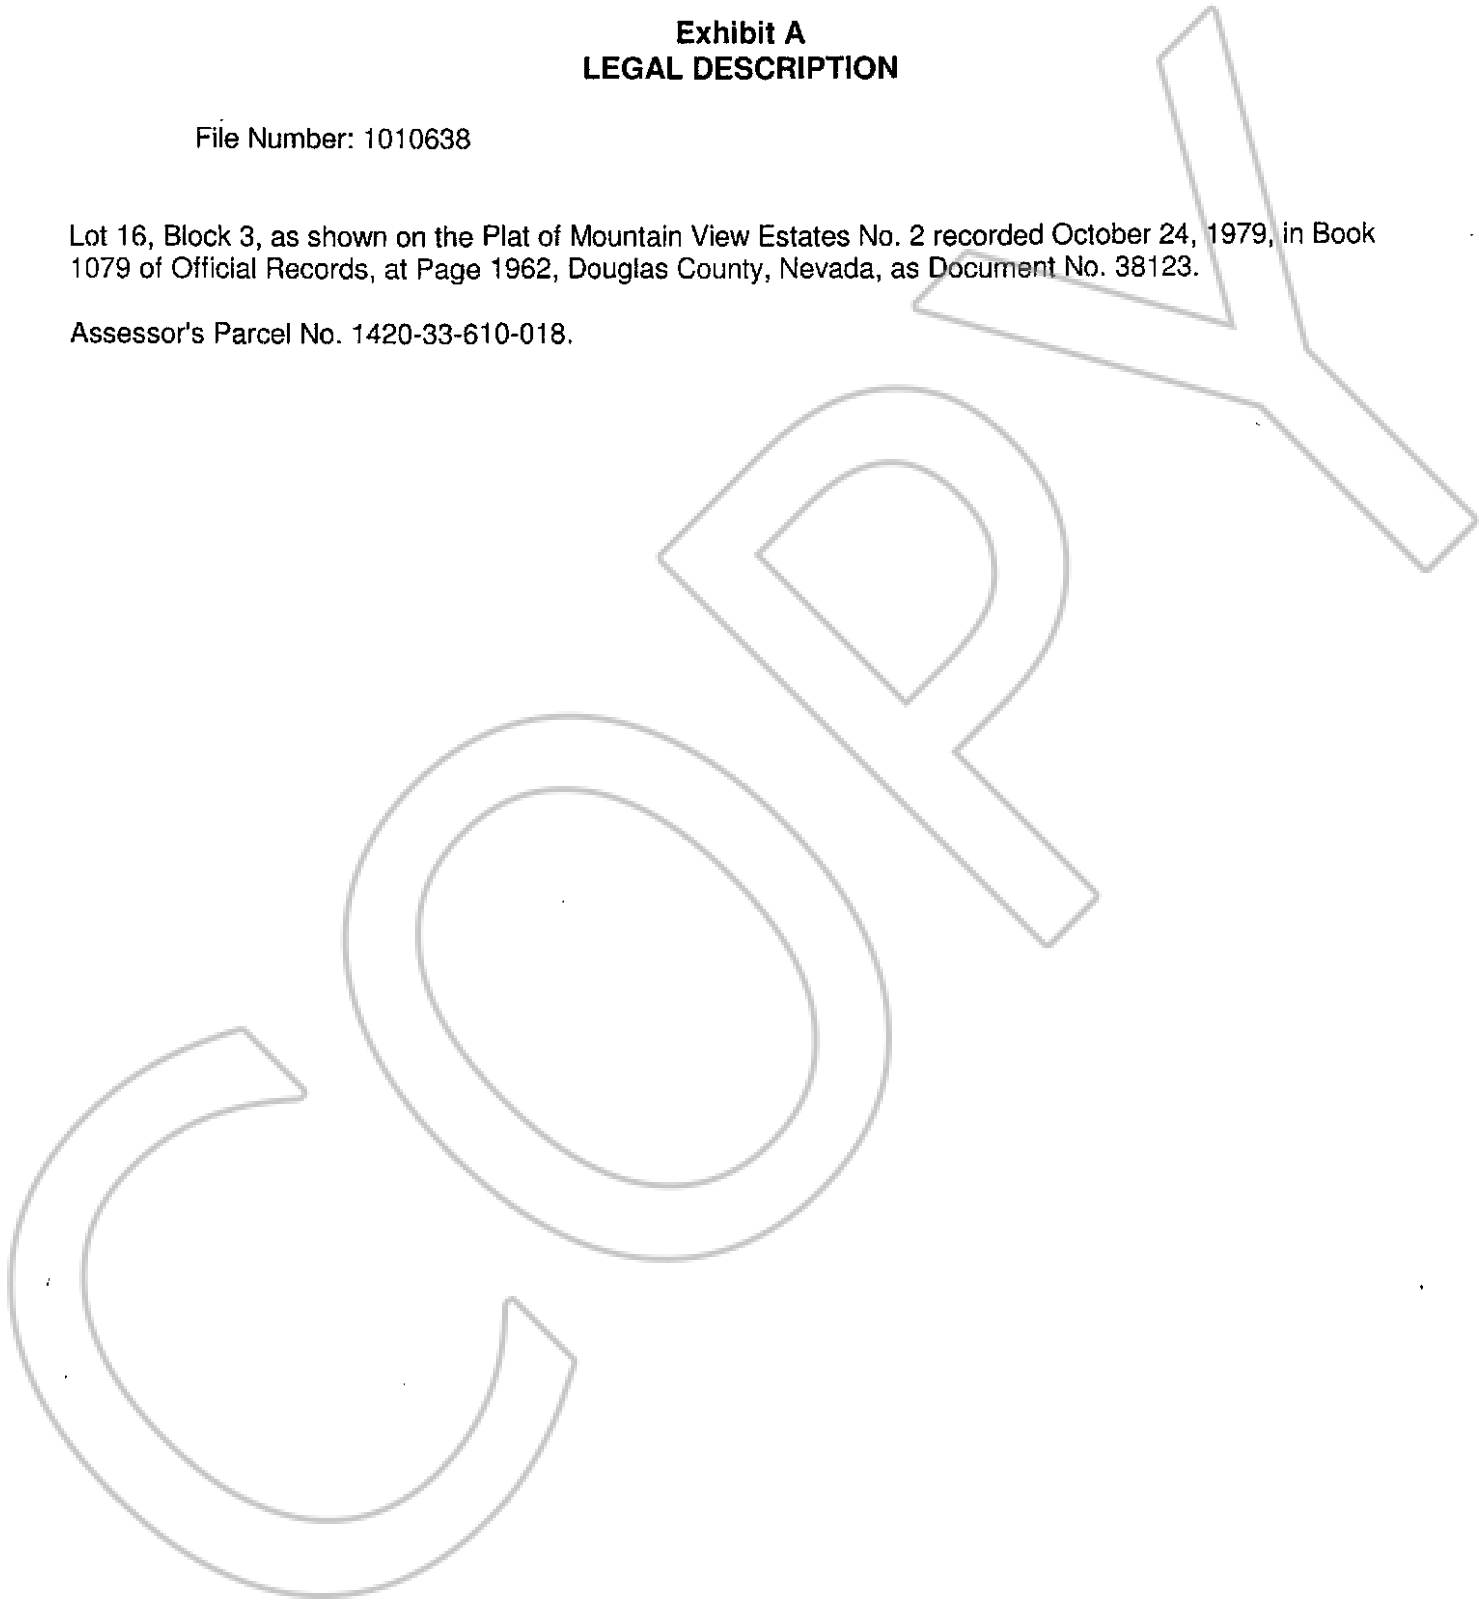 Exhibit A
LEGAL DESCRIPTION
File Number: 1010638
Lot 16, Block 3, as shown on the Plat of Mountain View Estates No. 2 recorded October 24, 1979, in Book
1079 of Official Records, at Page 1962, Douglas County, Nevada, as Document No. 38123.
Assessor's Parcel No. 1420-33-610-018.
COPY